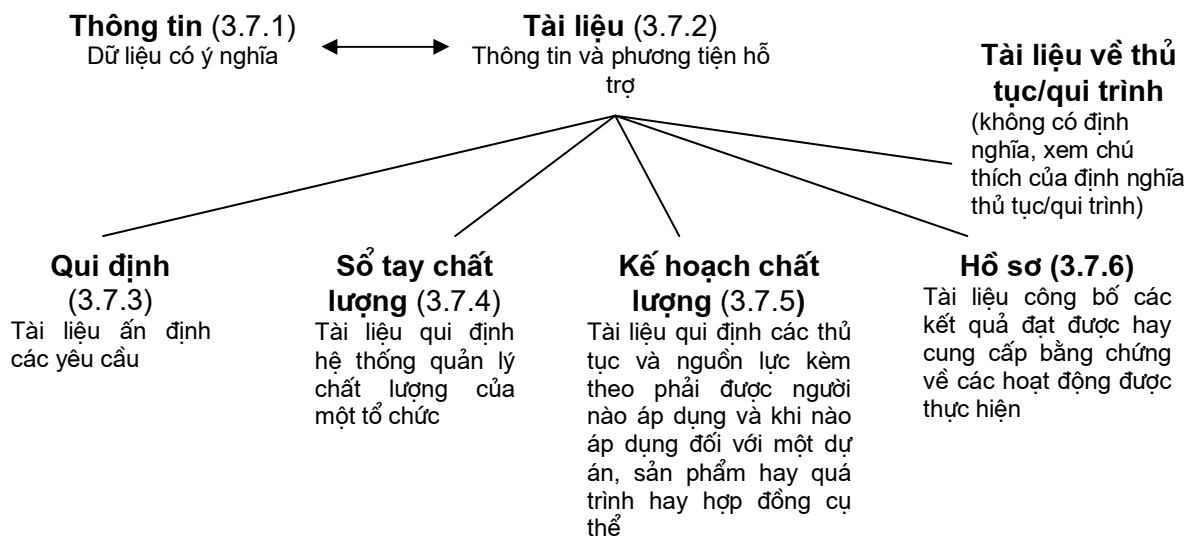 Thông tin (3.7.1)
Dữ liệu có ý nghĩa
Tài liệu (3.7.2)
Thông tin và phương tiện hỗ
trợ
Tài liệu về thủ
tục/qui trình
(không có định
nghĩa, xem chú
thích của định nghĩa
thủ tục/qui trình)
Qui định
(3.7.3)
Tài liệu ấn định
các yêu cầu
Sổ tay chất
lượng (3.7.4)
Tài liệu qui định
hệ thống quản lý
chất lượng của
một tổ chức
Kế hoạch chất
lượng (3.7.5)
Tài liệu qui định các thủ
tục và nguồn lực kèm
theo phải được người
nào áp dụng và khi nào
áp dụng đối với một dự
án, sản phẩm hay quá
trình hay hợp đồng cụ
thể
Hồ sơ (3.7.6)
Tài liệu công bố các
kết quả đạt được hay
cung cấp bằng chứng
về các hoạt động được
thực hiện